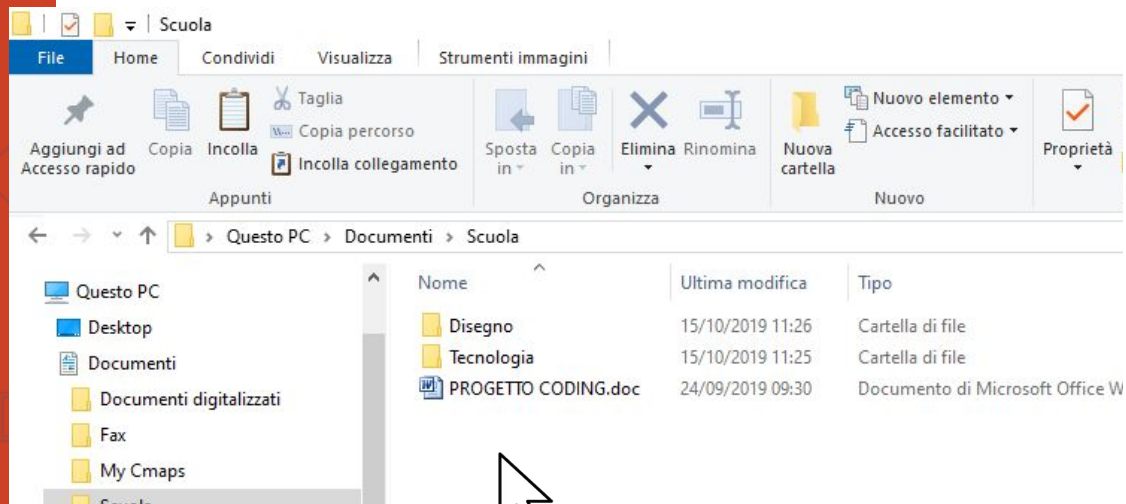 Scuola
File Home Condividi Visualizza Strumenti immagini
Aggiungi ad Accesso rapido
Copia
Incolla
Taglia
Copia percorso
Incolla collegamento
Appunti
Sposta in
Copia in
Elimina
Rinomina
Organizza
Nuova cartella
Nuovo elemento
Accesso facilitato
Nuovo
Proprietà
Questo PC > Documenti > Scuola
Questo PC
Desktop
Documenti
Documenti digitalizzati
Fax
My Cmaps
Scuola
Nome Ultima modifica Tipo
Disegno 15/10/2019 11:26 Cartella di file
Tecnologia 15/10/2019 11:25 Cartella di file
PROGETTO CODING.doc 24/09/2019 09:30 Documento di Microsoft Office W